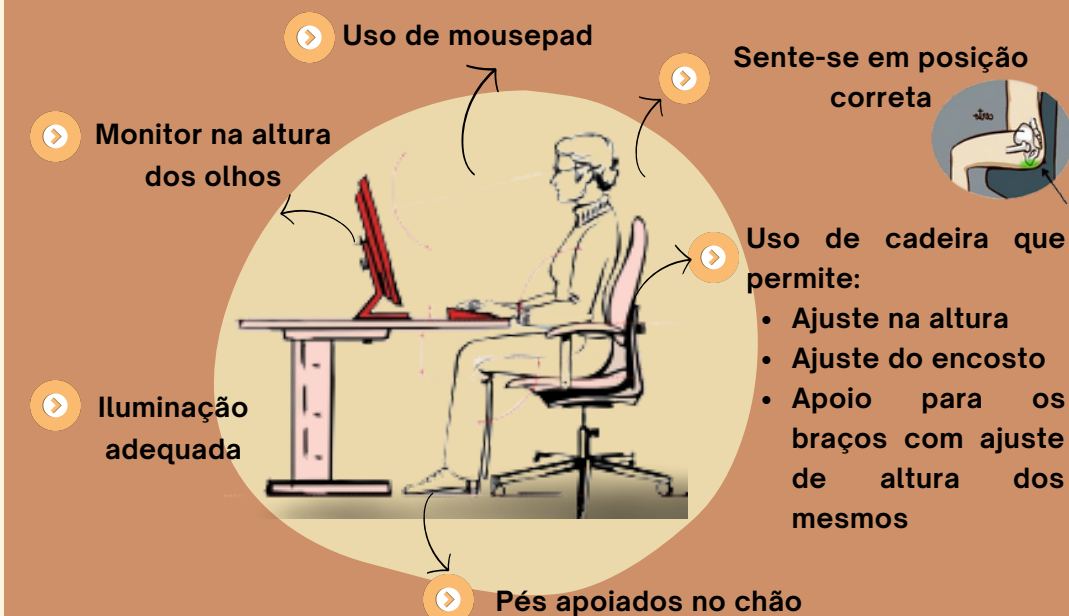 Uso de mousepad
Sente-se em posição
correta
Monitor na altura
dos olhos
Uso de cadeira que
permite:
• Ajuste na altura
• Ajuste do encosto
• Apoio para os
braços com ajuste
de altura dos
mesmos
Iluminação
adequada
Pés apoiados no chão